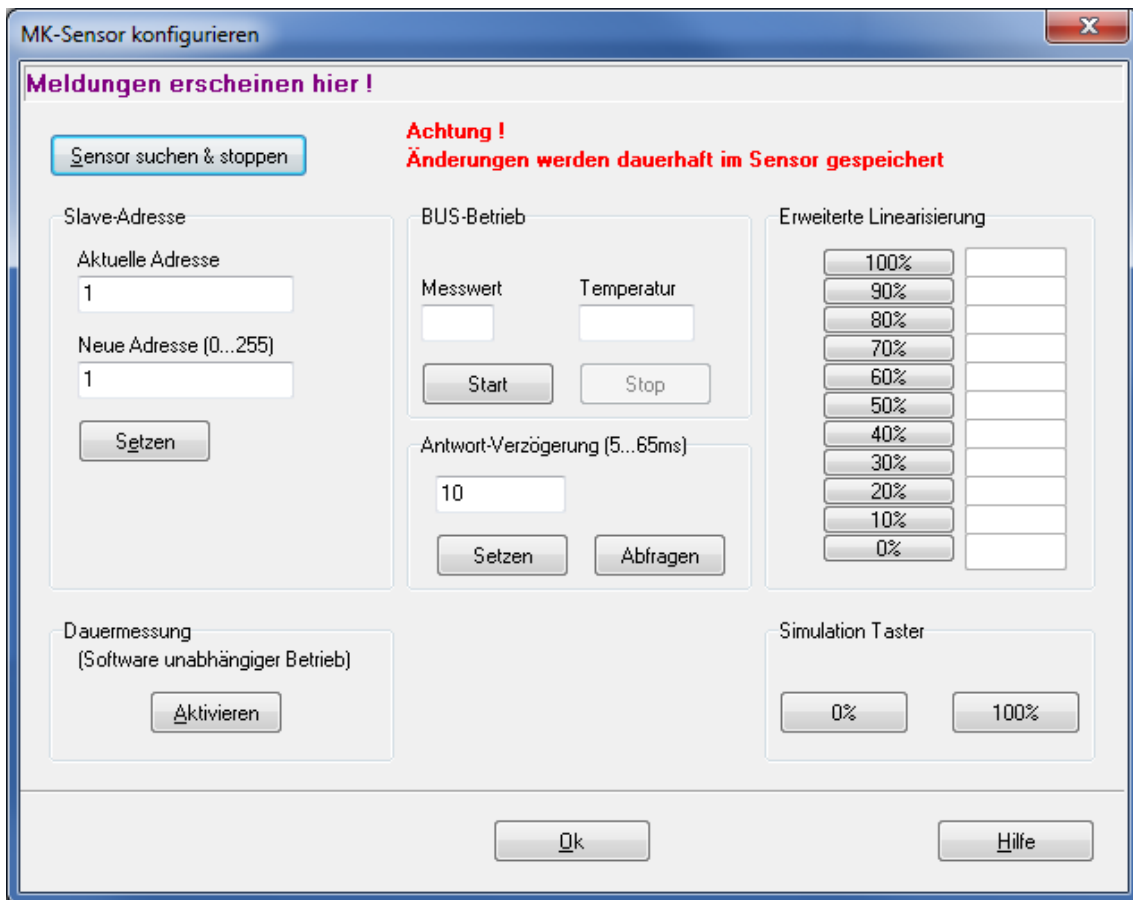 MK-Sensor konfigurieren
Meldungen erscheinen hier !
Sensor suchen & stoppen
Achtung !
Änderungen werden dauerhaft im Sensor gespeichert
Slave-Adresse
Aktuelle Adresse
1
Neue Adresse (0...255)
1
Setzen
BUS-Betrieb
Messwert
Temperatur
Start
Stop
Antwort-Verzögerung (5...65ms)
10
Setzen
Abfragen
Erweiterte Linearisierung
100%
90%
80%
70%
60%
50%
40%
30%
20%
10%
0%
Dauermessung
(Software unabhängiger Betrieb)
Aktivieren
Simulation Taster
0%
100%
Ok
Hilfe